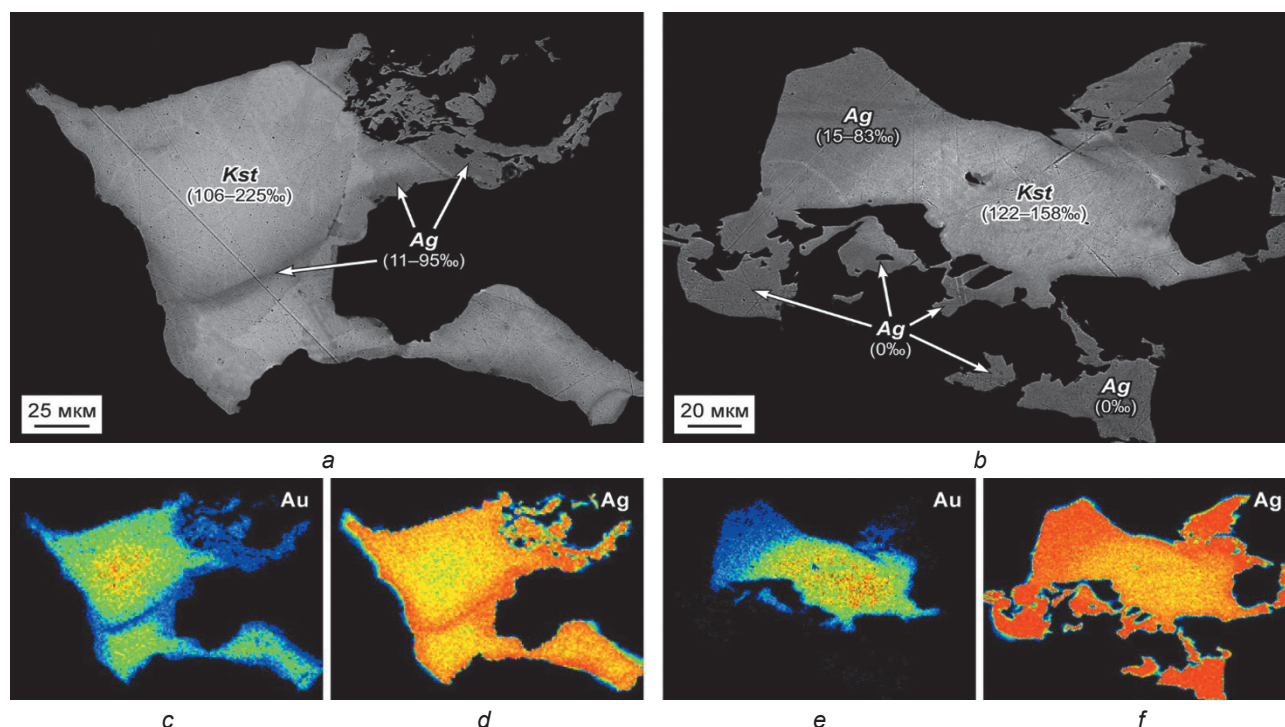 Kst
(106–225‰)
Ag
(11–95‰)
25 мкм
a
Ag
(15–83‰)
Kst
(122–158‰)
Ag
(0‰)
Ag
(0‰)
20 мкм
b
Au
c
Ag
d
Au
e
Ag
f